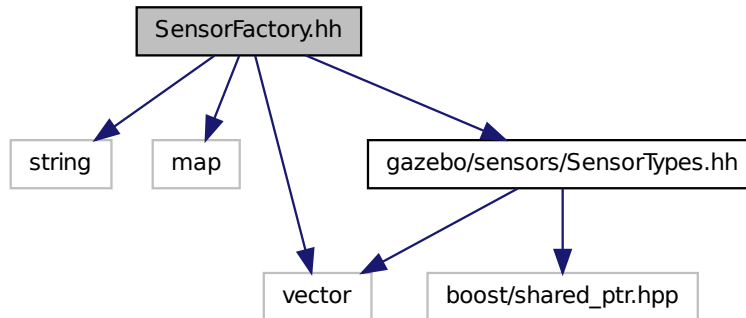 SensorFactory.hh
string
map
gazebo/sensors/SensorTypes.hh
vector
boost/shared_ptr.hpp